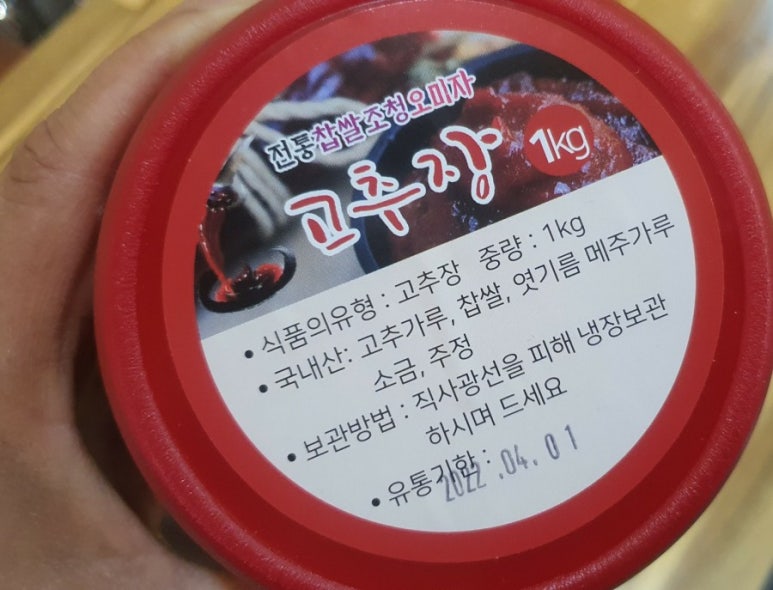 전통찹쌀조청오미자
고추장 1kg
• 식품의유형 : 고추장 중량 : 1kg
• 국내산: 고추가루, 찹쌀, 엿기름 메주가루
소금, 주정
• 보관방법 : 직사광선을 피해 냉장보관
하시며 드세요
• 유통기한 :
2022.04.01